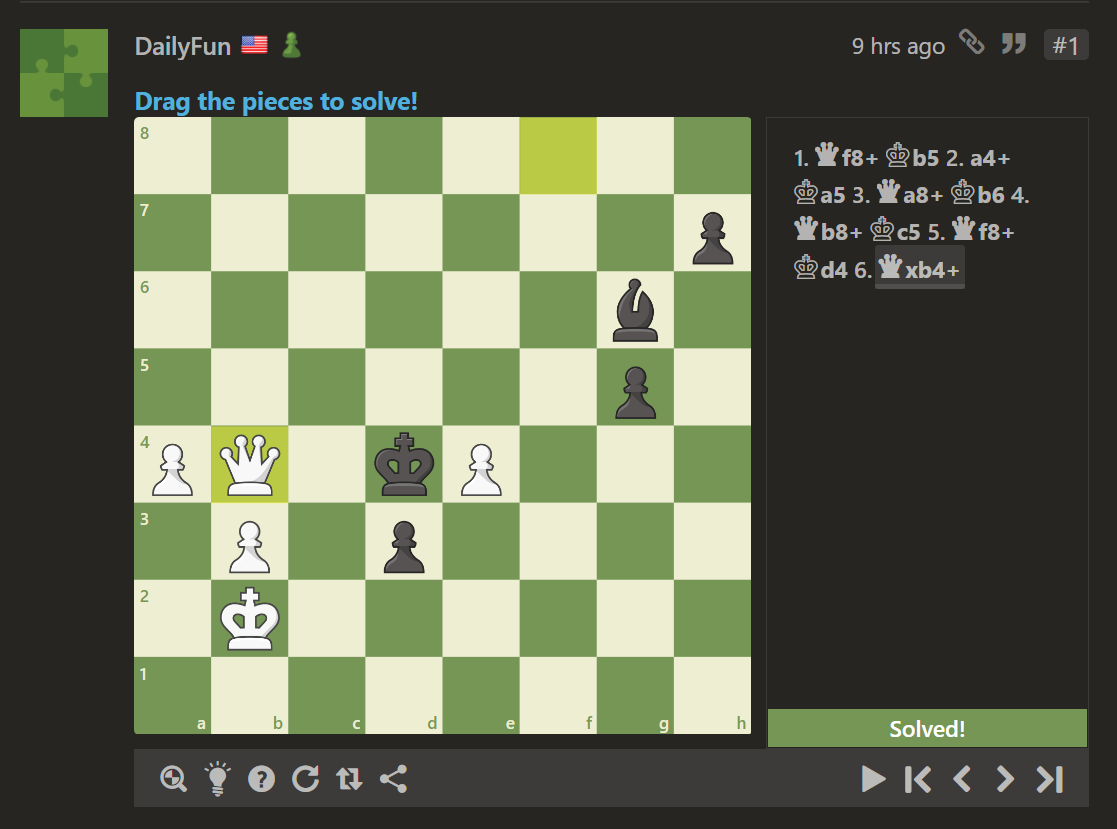 DailyFun
9 hrs ago #1
Drag the pieces to solve!
1. ♛f8+ ♔b5 2. a4+
♔a5 3. ♛a8+ ♔b6 4.
♛b8+ ♔c5 5. ♛f8+
♔d4 6. ♛xb4+
8
7
6
5
4
3
2
1
a b c d e f g h
Solved!